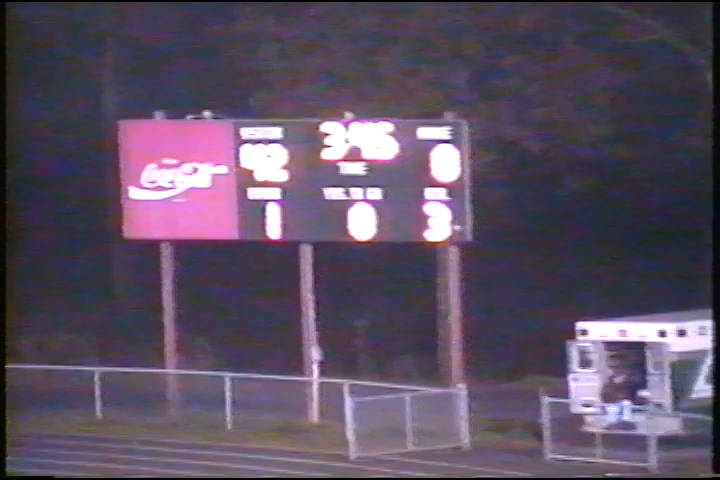 VISITOR 3:45 HOME
42 TIME 0
DOWN YDS. TO GO QTR.
1 0 3
Coca-Cola